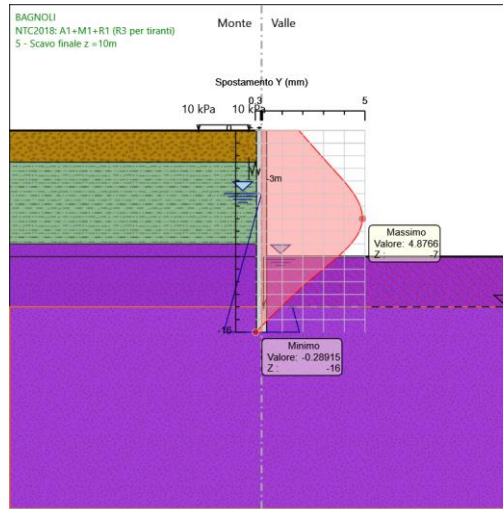 BAGNOLI
NTC2018: A1+M1+R1 (R3 per tiranti)
5 - Scavo finale z =10m
Monte
Valle
Spostamento Y (mm)
0.3
5
10 kPa
10 kPa
-3m
Massimo
Valore: 4.8766
Z : -7
-16
Minimo
Valore: -0.28915
Z : -16